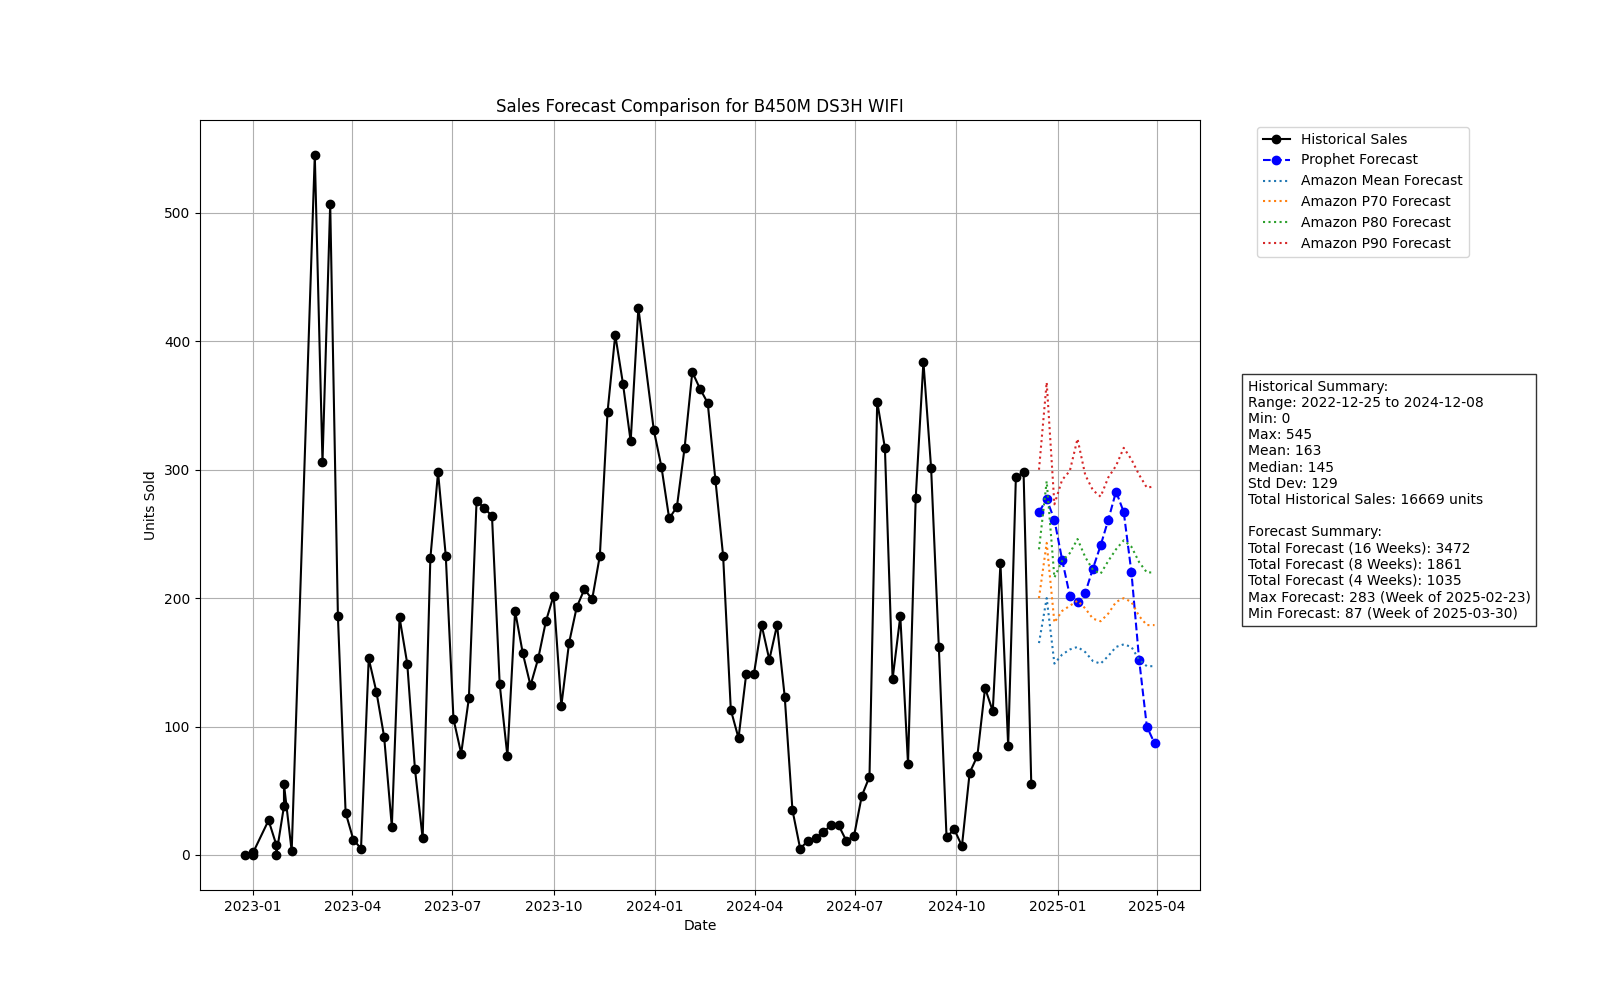 Sales Forecast Comparison for B450M DS3H WIFI
Units Sold
500
400
300
200
100
0
2023-01
2023-04
2023-07
2023-10
2024-01
2024-04
2024-07
2024-10
2025-01
2025-04
Date
Historical Sales
Prophet Forecast
Amazon Mean Forecast
Amazon P70 Forecast
Amazon P80 Forecast
Amazon P90 Forecast
Historical Summary:
Range: 2022-12-25 to 2024-12-08
Min: 0
Max: 545
Mean: 163
Median: 145
Std Dev: 129
Total Historical Sales: 16669 units
Forecast Summary:
Total Forecast (16 Weeks): 3472
Total Forecast (8 Weeks): 1861
Total Forecast (4 Weeks): 1035
Max Forecast: 283 (Week of 2025-02-23)
Min Forecast: 87 (Week of 2025-03-30)